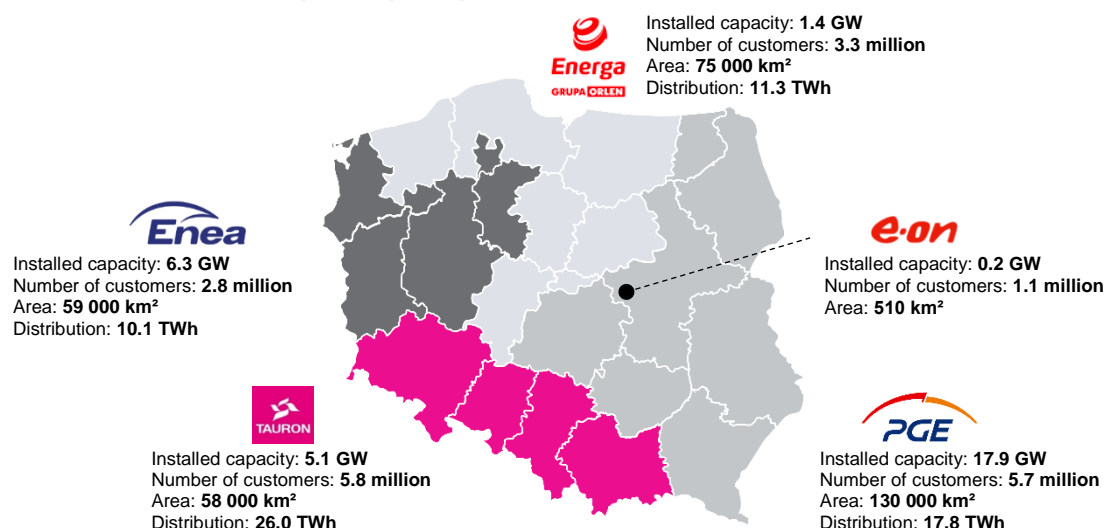 Energa
GRUPA ORLEN
Installed capacity: 1.4 GW
Number of customers: 3.3 million
Area: 75 000 km²
Distribution: 11.3 TWh
Enea
Installed capacity: 6.3 GW
Number of customers: 2.8 million
Area: 59 000 km²
Distribution: 10.1 TWh
e·on
Installed capacity: 0.2 GW
Number of customers: 1.1 million
Area: 510 km²
TAURON
Installed capacity: 5.1 GW
Number of customers: 5.8 million
Area: 58 000 km²
Distribution: 26.0 TWh
PGE
Installed capacity: 17.9 GW
Number of customers: 5.7 million
Area: 130 000 km²
Distribution: 17.8 TWh